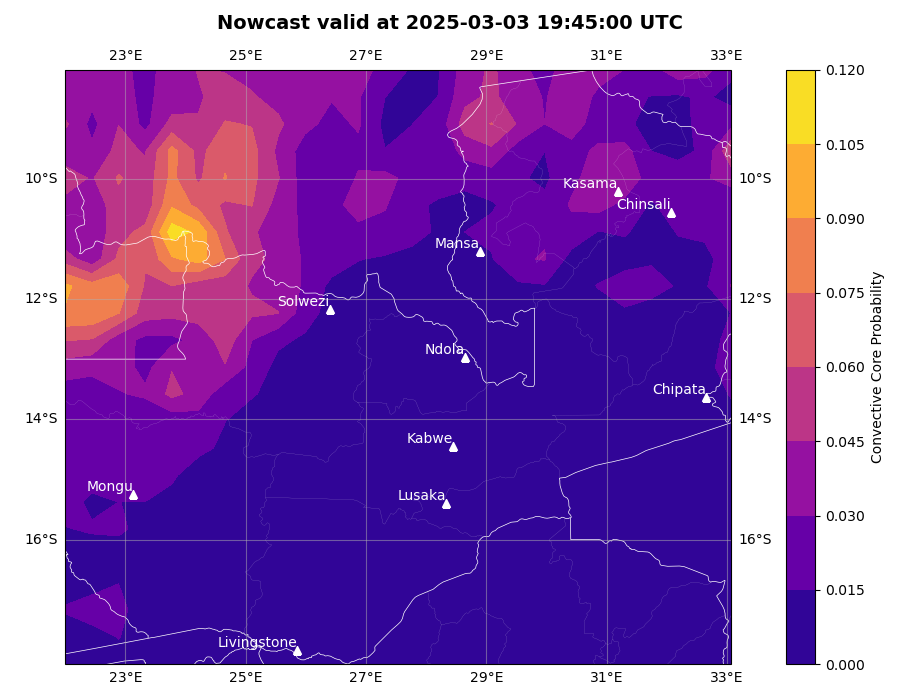 Nowcast valid at 2025-03-03 19:45:00 UTC
23°E 25°E 27°E 29°E 31°E 33°E
0.120
0.105
10°S 10°S
Kasama
Chinsali
0.090
Mansa
12°S 12°S
Solwezi
0.075
Ndola
0.060
Chipata
14°S 14°S
Kabwe
0.045
Mongu
Lusaka
0.030
16°S 16°S
0.015
Livingstone
0.000
23°E 25°E 27°E 29°E 31°E 33°E
Convective Core Probability